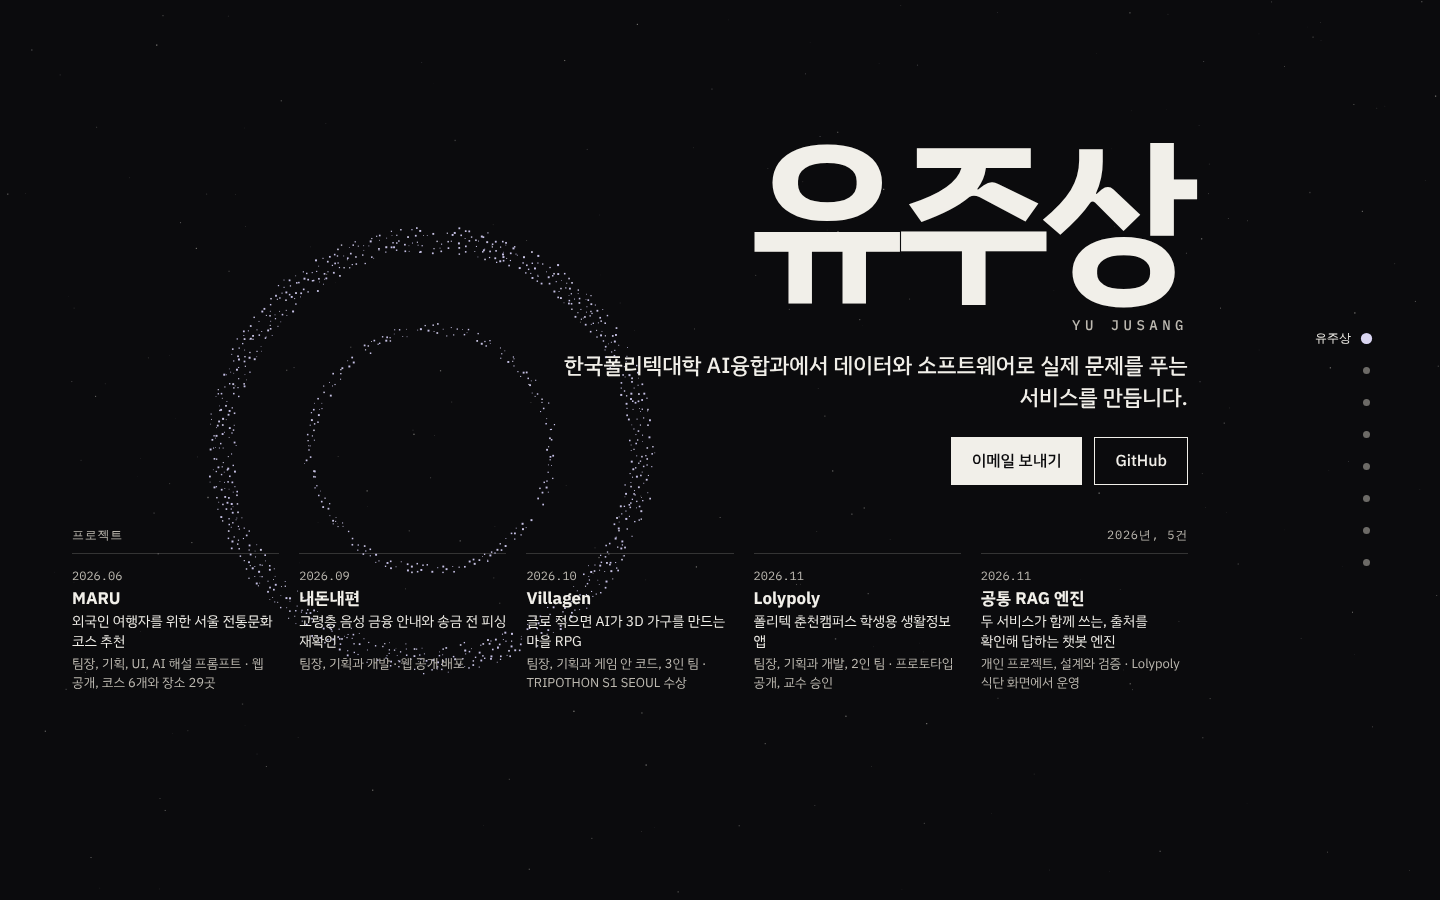 유주상
YU JUSANG
유주상
한국폴리텍대학 AI융합과에서 데이터와 소프트웨어로 실제 문제를 푸는
서비스를 만듭니다.
이메일 보내기
GitHub
프로젝트
2026년, 5건
2026.06
MARU
외국인 여행자를 위한 서울 전통문화
코스 추천
팀장, 기획, UI, AI 해설 프롬프트 · 웹
공개, 코스 6개와 장소 29곳
2026.09
내돈내편
고령층 음성 금융 안내와 송금 전 피싱
재확인
팀장, 기획과 개발 · 웹 공개 배포
2026.10
Villagen
글로 적으면 AI가 3D 가구를 만드는
마을 RPG
팀장, 기획과 게임 안 코드, 3인 팀 ·
TRIPOTHON S1 SEOUL 수상
2026.11
Lolypoly
폴리텍 춘천캠퍼스 학생용 생활정보
앱
팀장, 기획과 개발, 2인 팀 · 프로토타입
공개, 교수 승인
2026.11
공통 RAG 엔진
두 서비스가 함께 쓰는, 출처를
확인해 답하는 챗봇 엔진
개인 프로젝트, 설계와 검증 · Lolypoly
식단 화면에서 운영